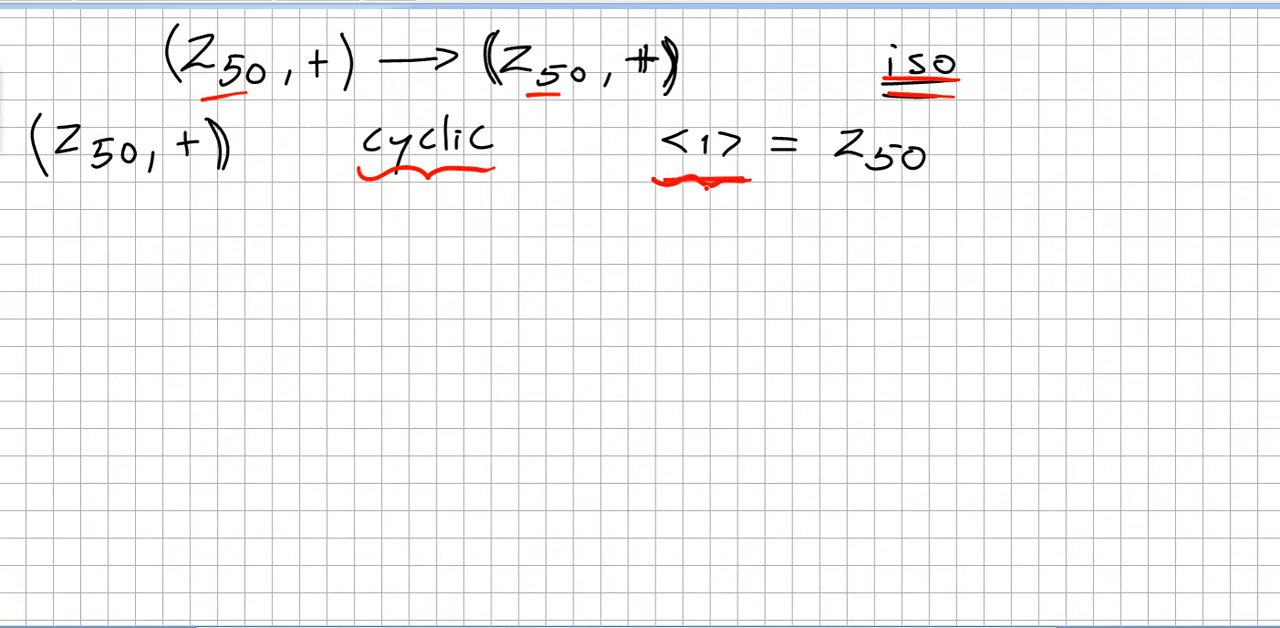 (Z₅₀, +) → (Z₅₀, +) iso
(Z₅₀, +) cyclic <1> = Z₅₀